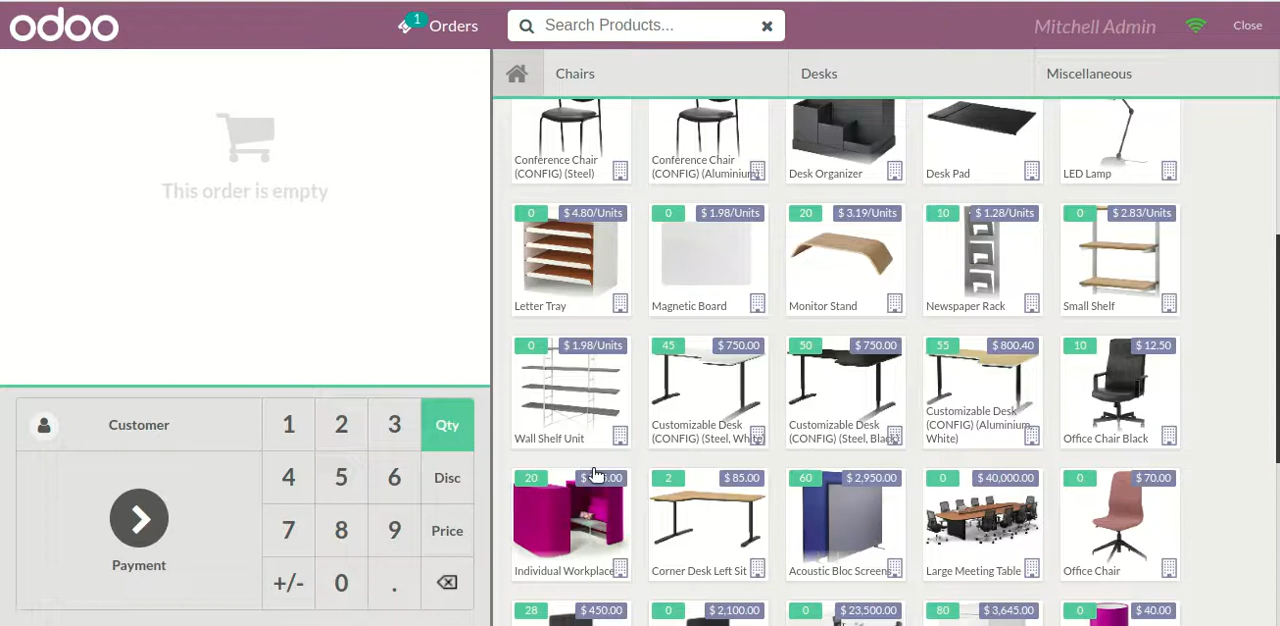 odoo
1 Orders
Search Products...
Mitchell Admin
Close
This order is empty
Chairs
Desks
Miscellaneous
Conference Chair
(CONFIG) (Steel)
Conference Chair
(CONFIG) (Aluminium)
Desk Organizer
Desk Pad
LED Lamp
0 $ 4.80/Units
Letter Tray
0 $ 1.98/Units
Magnetic Board
20 $ 3.19/Units
Monitor Stand
10 $ 1.28/Units
Newspaper Rack
0 $ 2.83/Units
Small Shelf
0 $ 1.98/Units
Wall Shelf Unit
45 $ 750.00
Customizable Desk
(CONFIG) (Steel, White)
50 $ 750.00
Customizable Desk
(CONFIG) (Steel, Black)
55 $ 800.40
Customizable Desk
(CONFIG) (Aluminium,
White)
10 $ 12.50
Office Chair Black
20
Individual Workplace
2 $ 85.00
Corner Desk Left Sit
60 $ 2,950.00
Acoustic Bloc Screens
0 $ 40,000.00
Large Meeting Table
0 $ 70.00
Office Chair
28 $ 450.00
0 $ 2,100.00
0 $ 23,500.00
80 $ 3,645.00
0 $ 40.00
Customer
1 2 3 Qty
4 5 6 Disc
7 8 9 Price
+/- 0 .
Payment